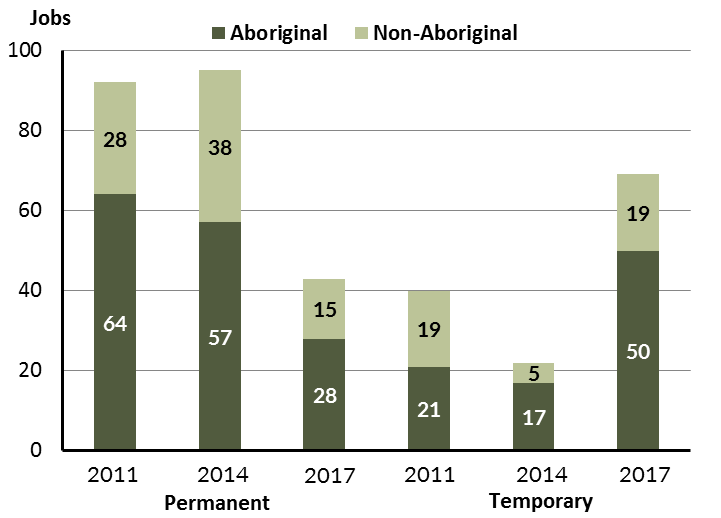 Jobs
Aboriginal Non-Aboriginal
100
80
60
40
20
0
28 38 15 19 5 19
64 57 28 21 17 50
2011 2014 2017 2011 2014 2017
Permanent Temporary